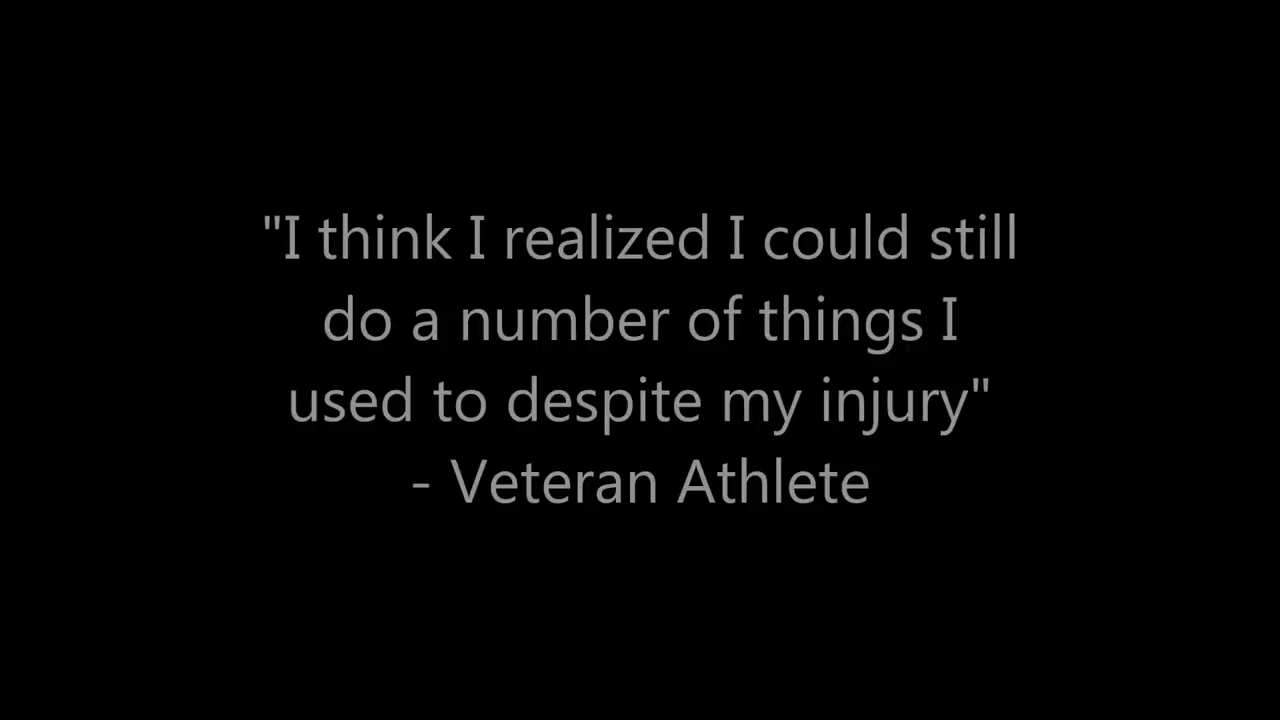 "I think I realized I could still
do a number of things I
used to despite my injury"
- Veteran Athlete